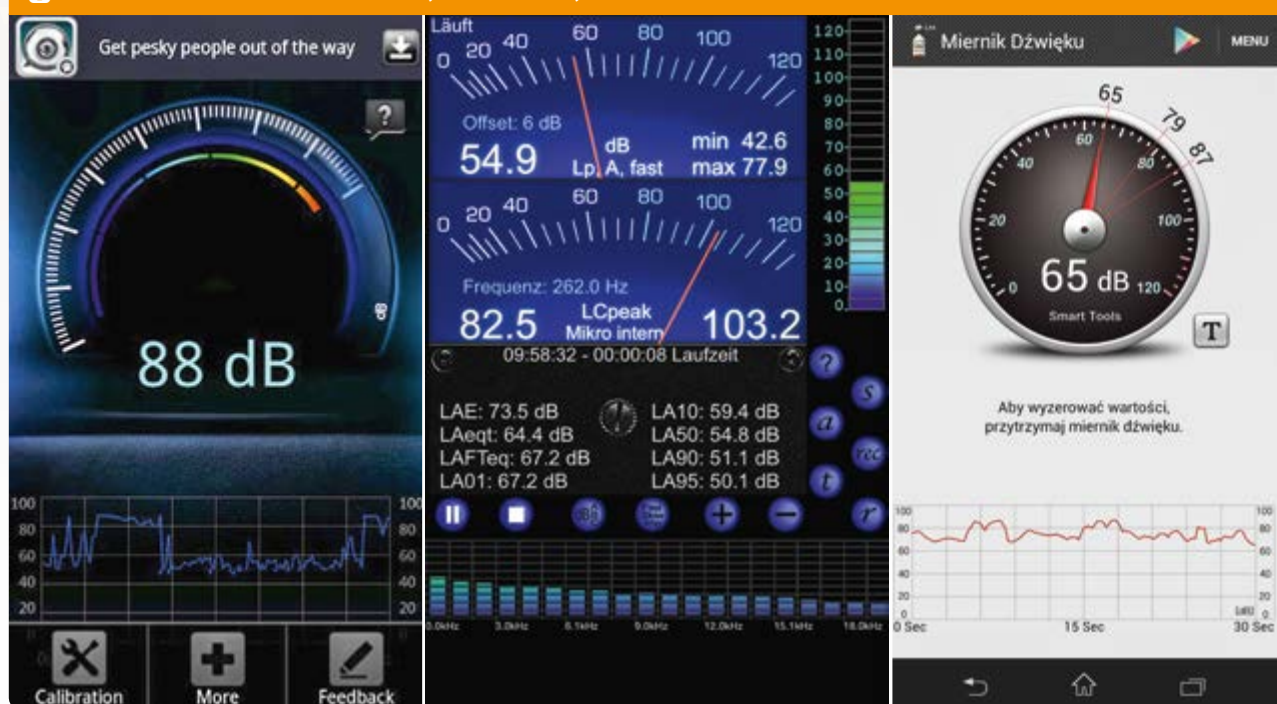 Get pesky people out of the way
?
dB
88 dB
100 100
80 80
60 60
40 40
20 20
Calibration More Feedback
Läuft
0 20 40 60 80 100 120
Offset: 6 dB
54.9 dB min 42.6
Lp, A, fast max 77.9
0 20 40 60 80 100 120
Frequenz: 262.0 Hz
82.5 LCpeak 103.2
Mikro intern
120
110
100
90
80
70
60
50
40
30
20
10
0
09:58:32 - 00:00:08 Laufzeit
LAE: 73.5 dB LA10: 59.4 dB
LAeqt: 64.4 dB LA50: 54.8 dB
LAFTeq: 67.2 dB LA90: 51.1 dB
LA01: 67.2 dB LA95: 50.1 dB
?
s
a
rec
t
r
0.0kHz 3.0kHz 6.1kHz 9.0kHz 12.0kHz 15.1kHz 18.0kHz
Miernik Dźwięku MENU
65
79
87
0 20 40 60 80 100 120
65 dB
Smart Tools
T
Aby wyzerować wartości,
przytrzymaj miernik dźwięku.
100 100
80 80
60 60
40 40
20 20
0 0
0 Sec 15 Sec 30 Sec